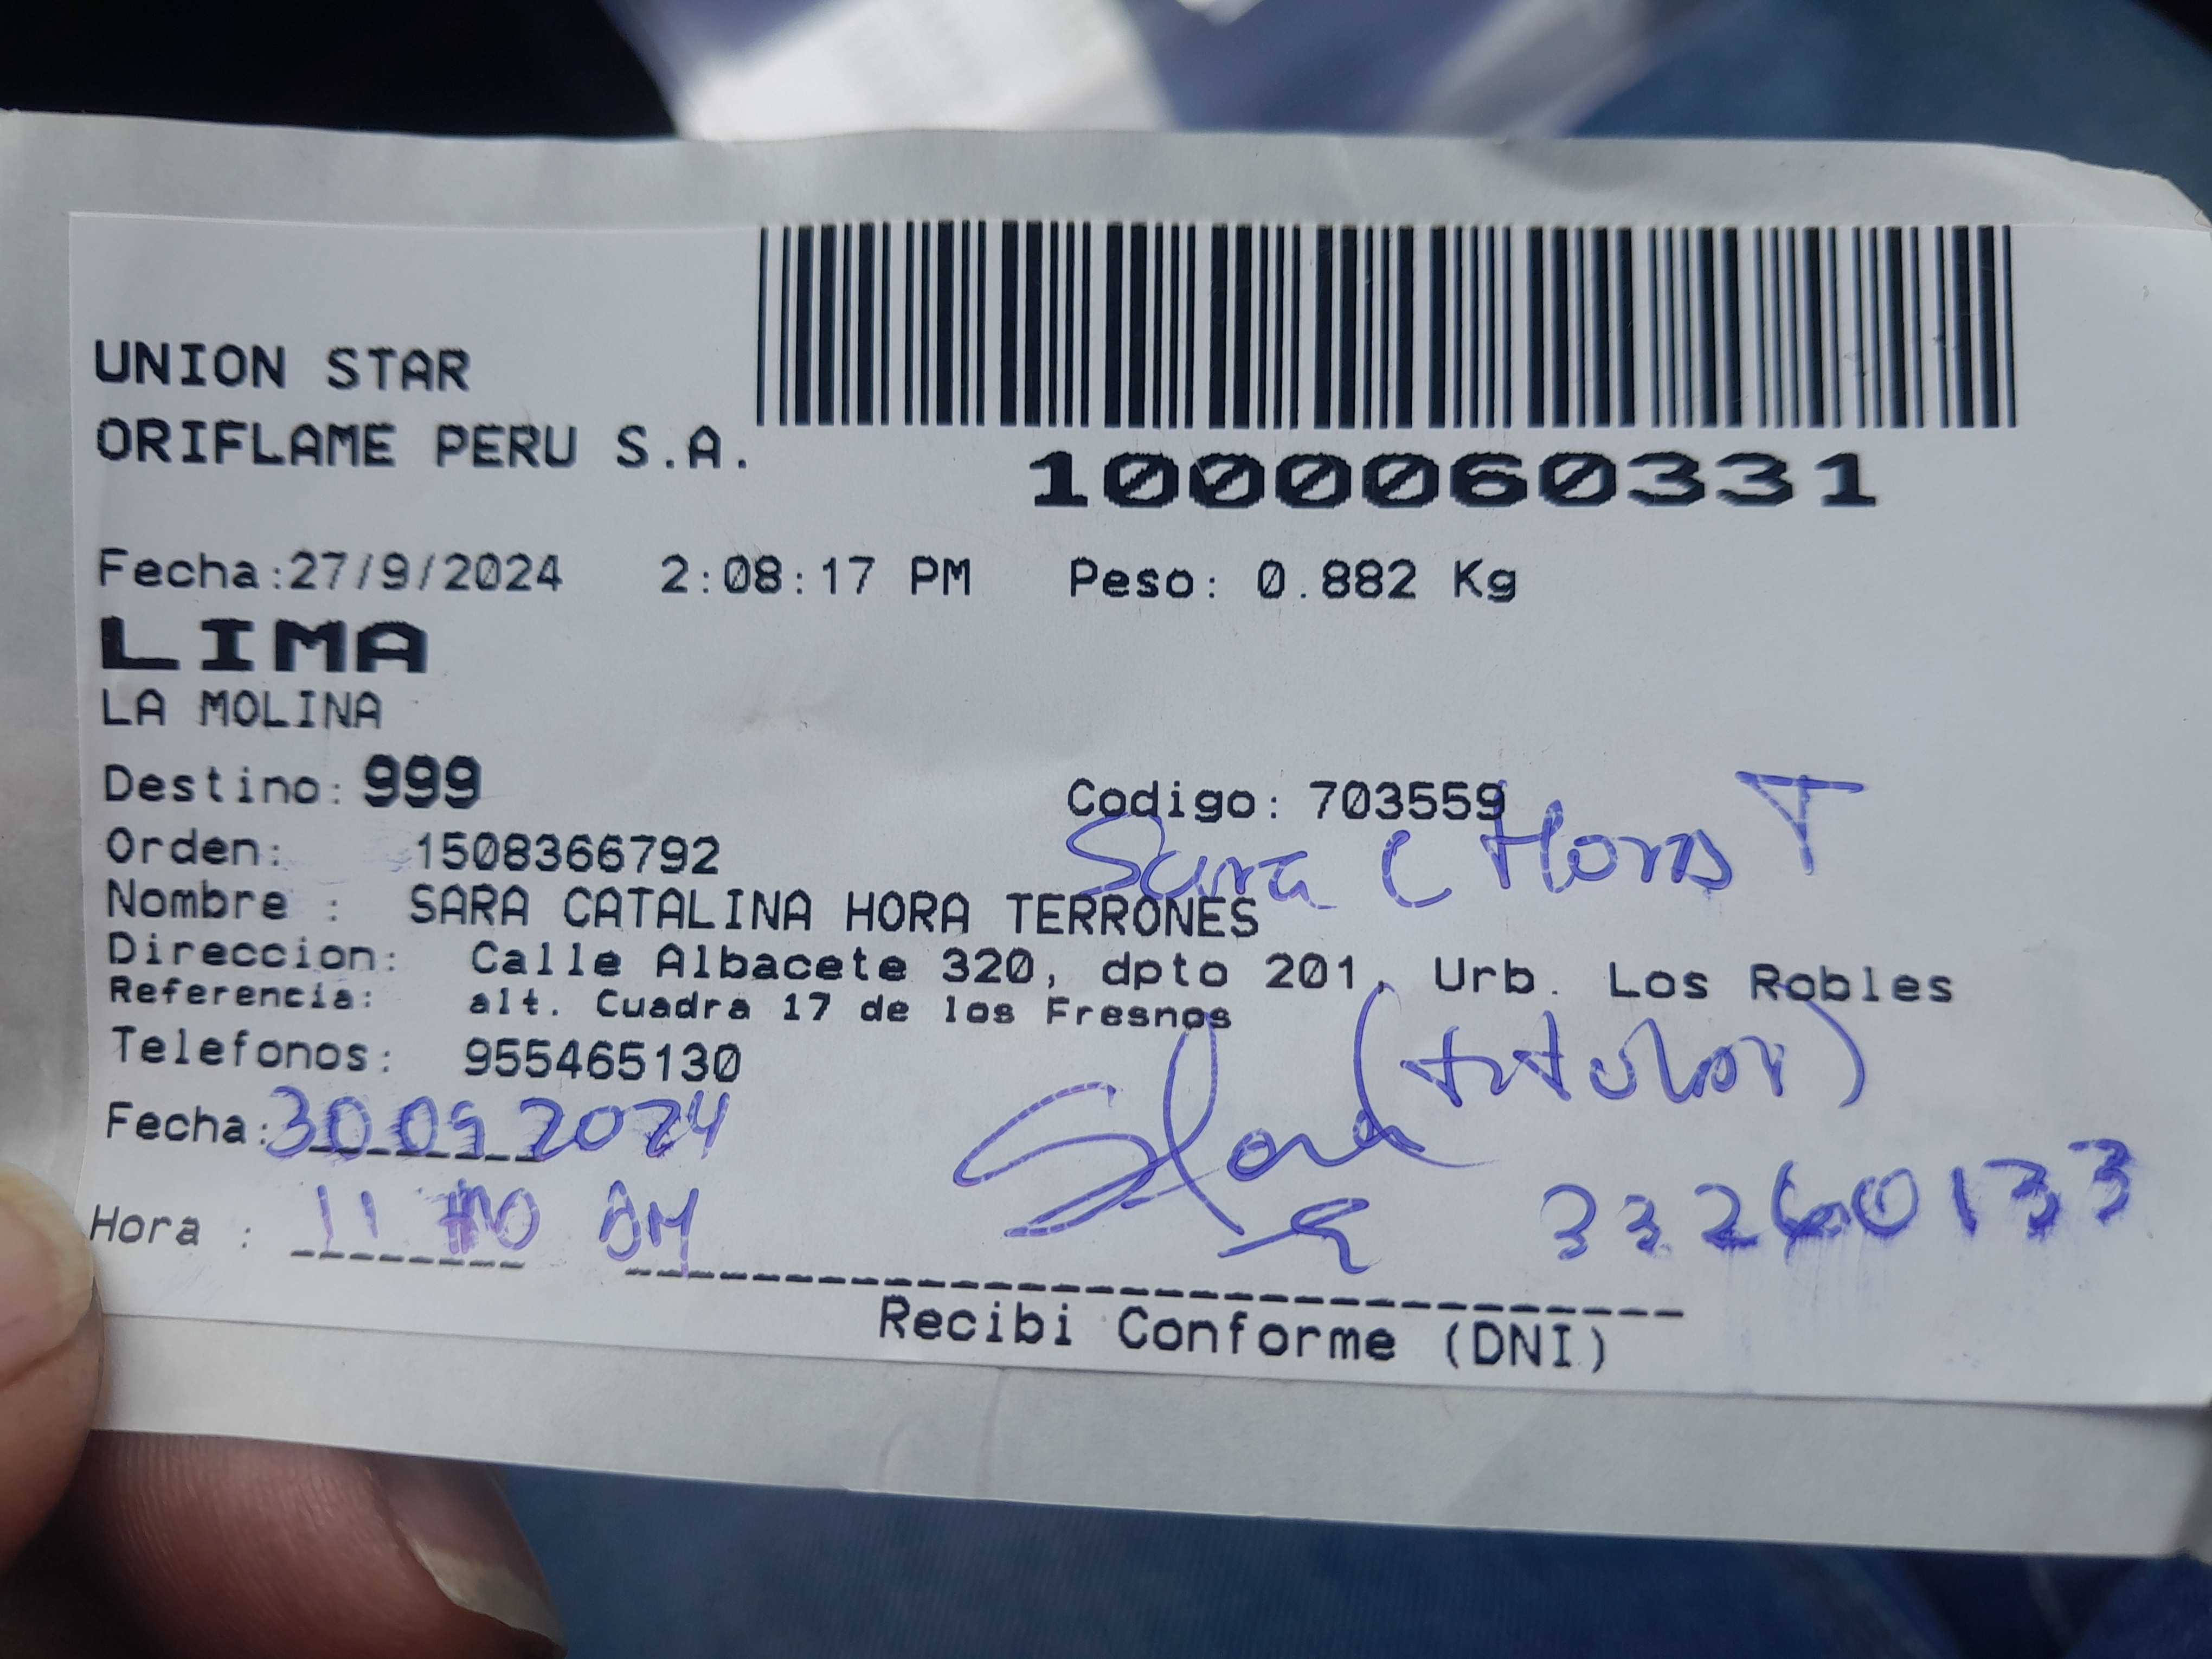 UNION STAR
ORIFLAME PERU S.A.
1000060331
Fecha:27/9/2024 2:08:17 PM Peso: 0.882 Kg
LIMA
LA MOLINA
Destino: 999 Codigo: 703559
Sara C Hora T
Orden: 1508366792
Nombre : SARA CATALINA HORA TERRONES
Direccion: Calle Albacete 320, dpto 201, Urb. Los Robles
Referencia: alt. Cuadra 17 de los Fresnos
Telefonos: 955465130
(titular)
Fecha: 30 09 2024
33260133
Hora : 11 AM
Recibi Conforme (DNI)